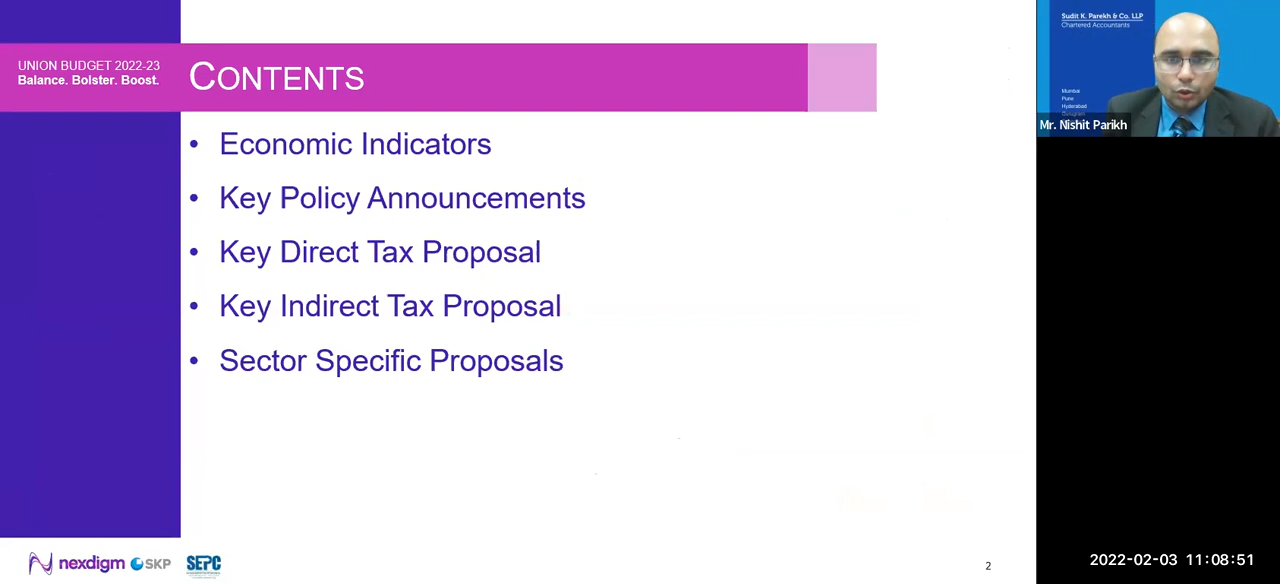 UNION BUDGET 2022-23
Balance. Bolster. Boost.
CONTENTS
• Economic Indicators
• Key Policy Announcements
• Key Direct Tax Proposal
• Key Indirect Tax Proposal
• Sector Specific Proposals
nexdigm SKP SEPC
2
Sudit K. Parekh & Co. LLP
Chartered Accountants
Mumbai
Pune
Hyderabad
Mr. Nishit Parikh
2022-02-03 11:08:51